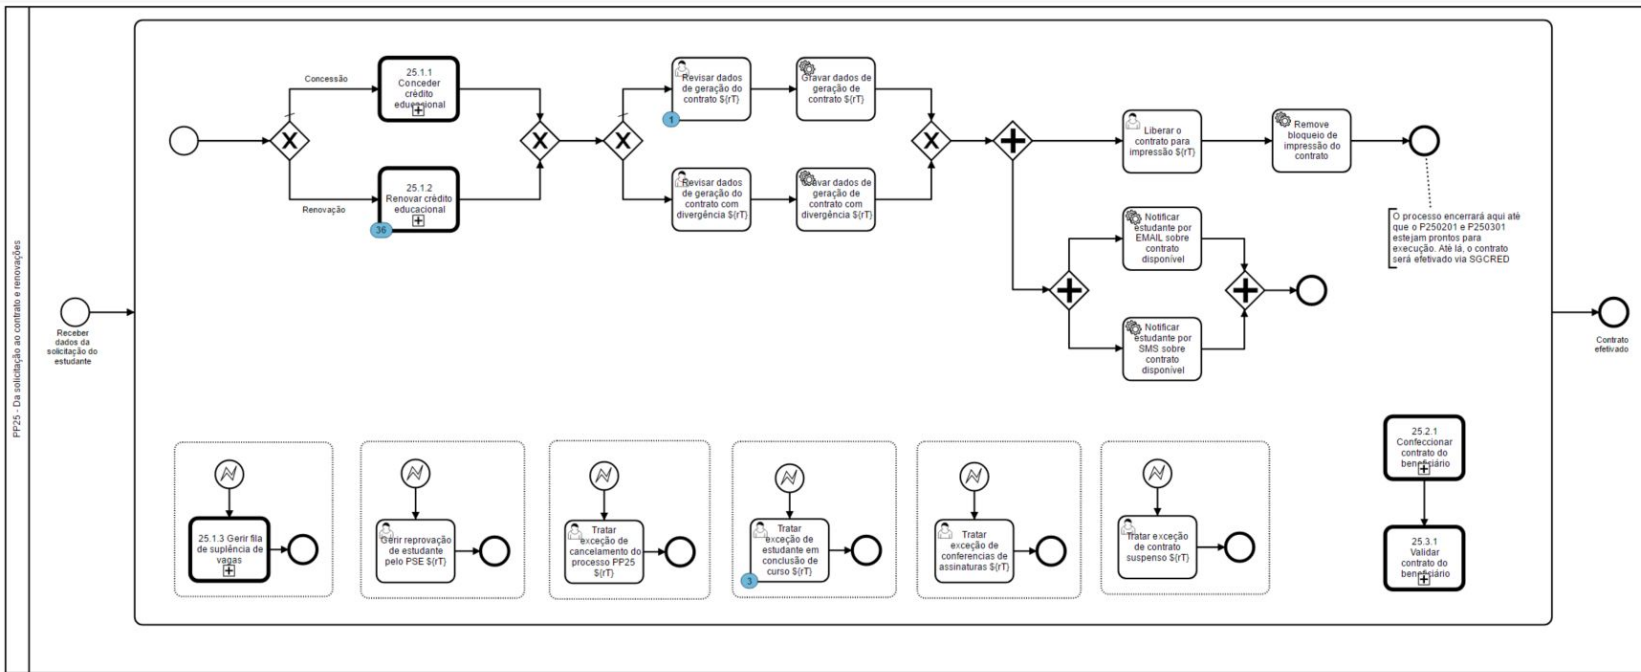 PP25 - Da solicitação ao contrato e renovações
Receber
dados da
solicitação do
estudante
Concessão
Renovação
25.1.1
Conceder
crédito
educacional
25.1.2
Renovar crédito
educacional
36
Revisar dados
de geração do
contrato ${rT}
1
Gravar dados de
geração de
contrato ${rT}
Revisar dados de
geração do
contrato com
divergência ${rT}
Gravar dados de
geração de
contrato com
divergência ${rT}
Liberar o
contrato para
impressão ${rT}
Remove
bloqueio de
impressão do
contrato
O processo encerrará aqui até
que o P250201 e P250301
estejam prontos para
execução. Até lá, o contrato
será efetivado via SGCRED
Notificar
estudante por
EMAIL sobre
contrato
disponível
Notificar
estudante por
SMS sobre
contrato
disponível
Contrato
efetivado
25.1.3 Gerir fila
de suplência de
vagas
Gerir reprovação
de estudante
pelo PSE ${rT}
Tratar
exceção de
cancelamento do
processo PP25
${rT}
Tratar
exceção de
estudante em
conclusão de
curso ${rT}
3
Tratar
exceção de
conferencias de
assinaturas ${rT}
Tratar exceção
de contrato
suspenso ${rT}
25.2.1
Confeccionar
contrato do
beneficiário
25.3.1
Validar
contrato do
beneficiário